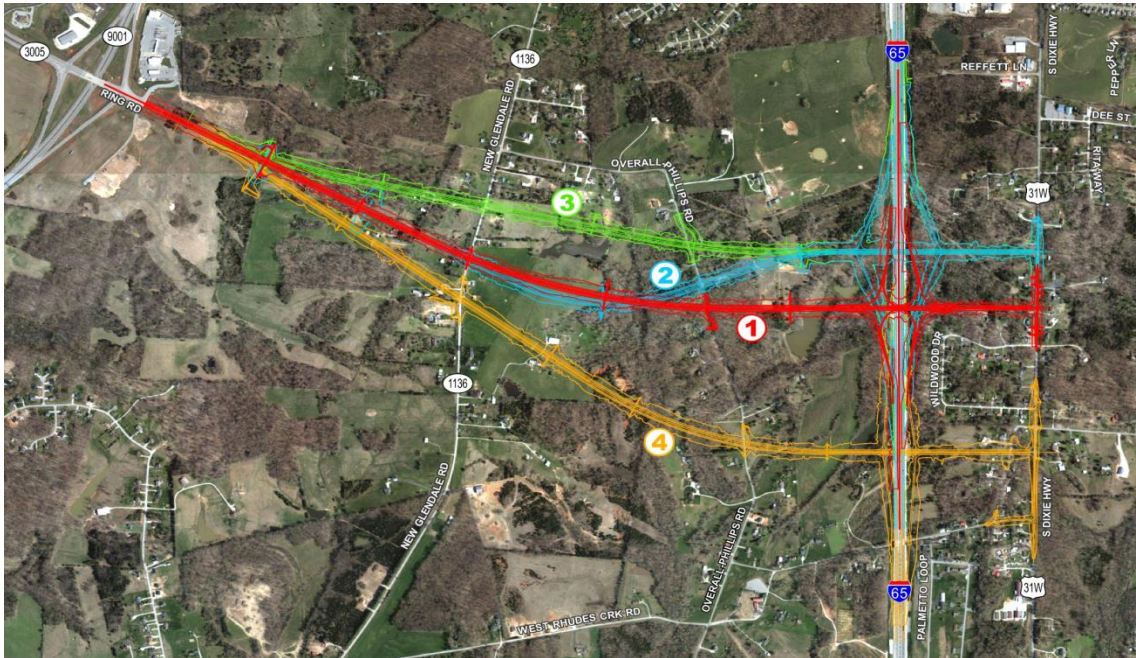 3005
9001
RING RD
1136
NEW GLENDALE RD
65
REFFETT LN
S DIXIE HWY
PEPPER LN
DEE ST
RITA WAY
31W
OVERALL PHILLIPS RD
3
2
1
4
WILDWOOD DR
1136
NEW GLENDALE RD
OVERALL-PHILLIPS RD
WEST RHUDES CRK RD
65
PALMETTO LOOP
S DIXIE HWY
31W